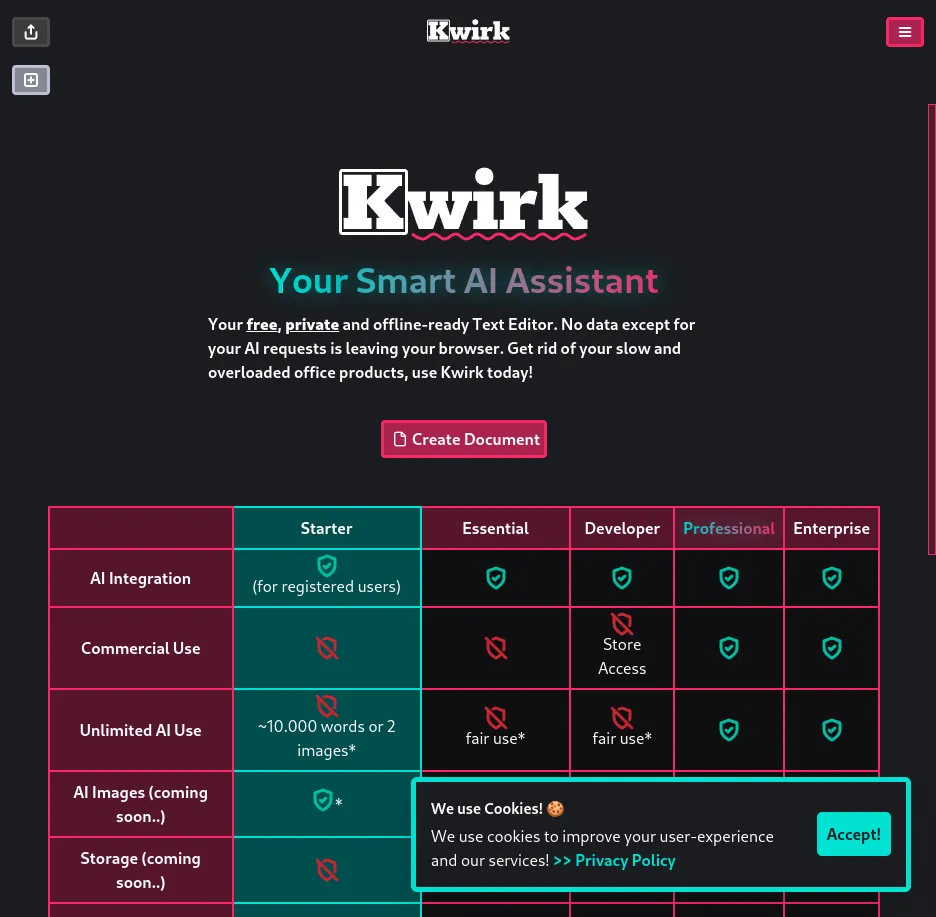 Kwirk
Kwirk
Your Smart AI Assistant
Your free, private and offline-ready Text Editor. No data except for
your AI requests is leaving your browser. Get rid of your slow and
overloaded office products, use Kwirk today!
Create Document
Starter Essential Developer Professional Enterprise
AI Integration
(for registered users)
Commercial Use
Store
Access
Unlimited AI Use
~10.000 words or 2
images*
fair use*
fair use*
AI Images (coming
soon..)
*
Storage (coming
soon..)
We use Cookies! 🍪
We use cookies to improve your user-experience
and our services! >> Privacy Policy
Accept!